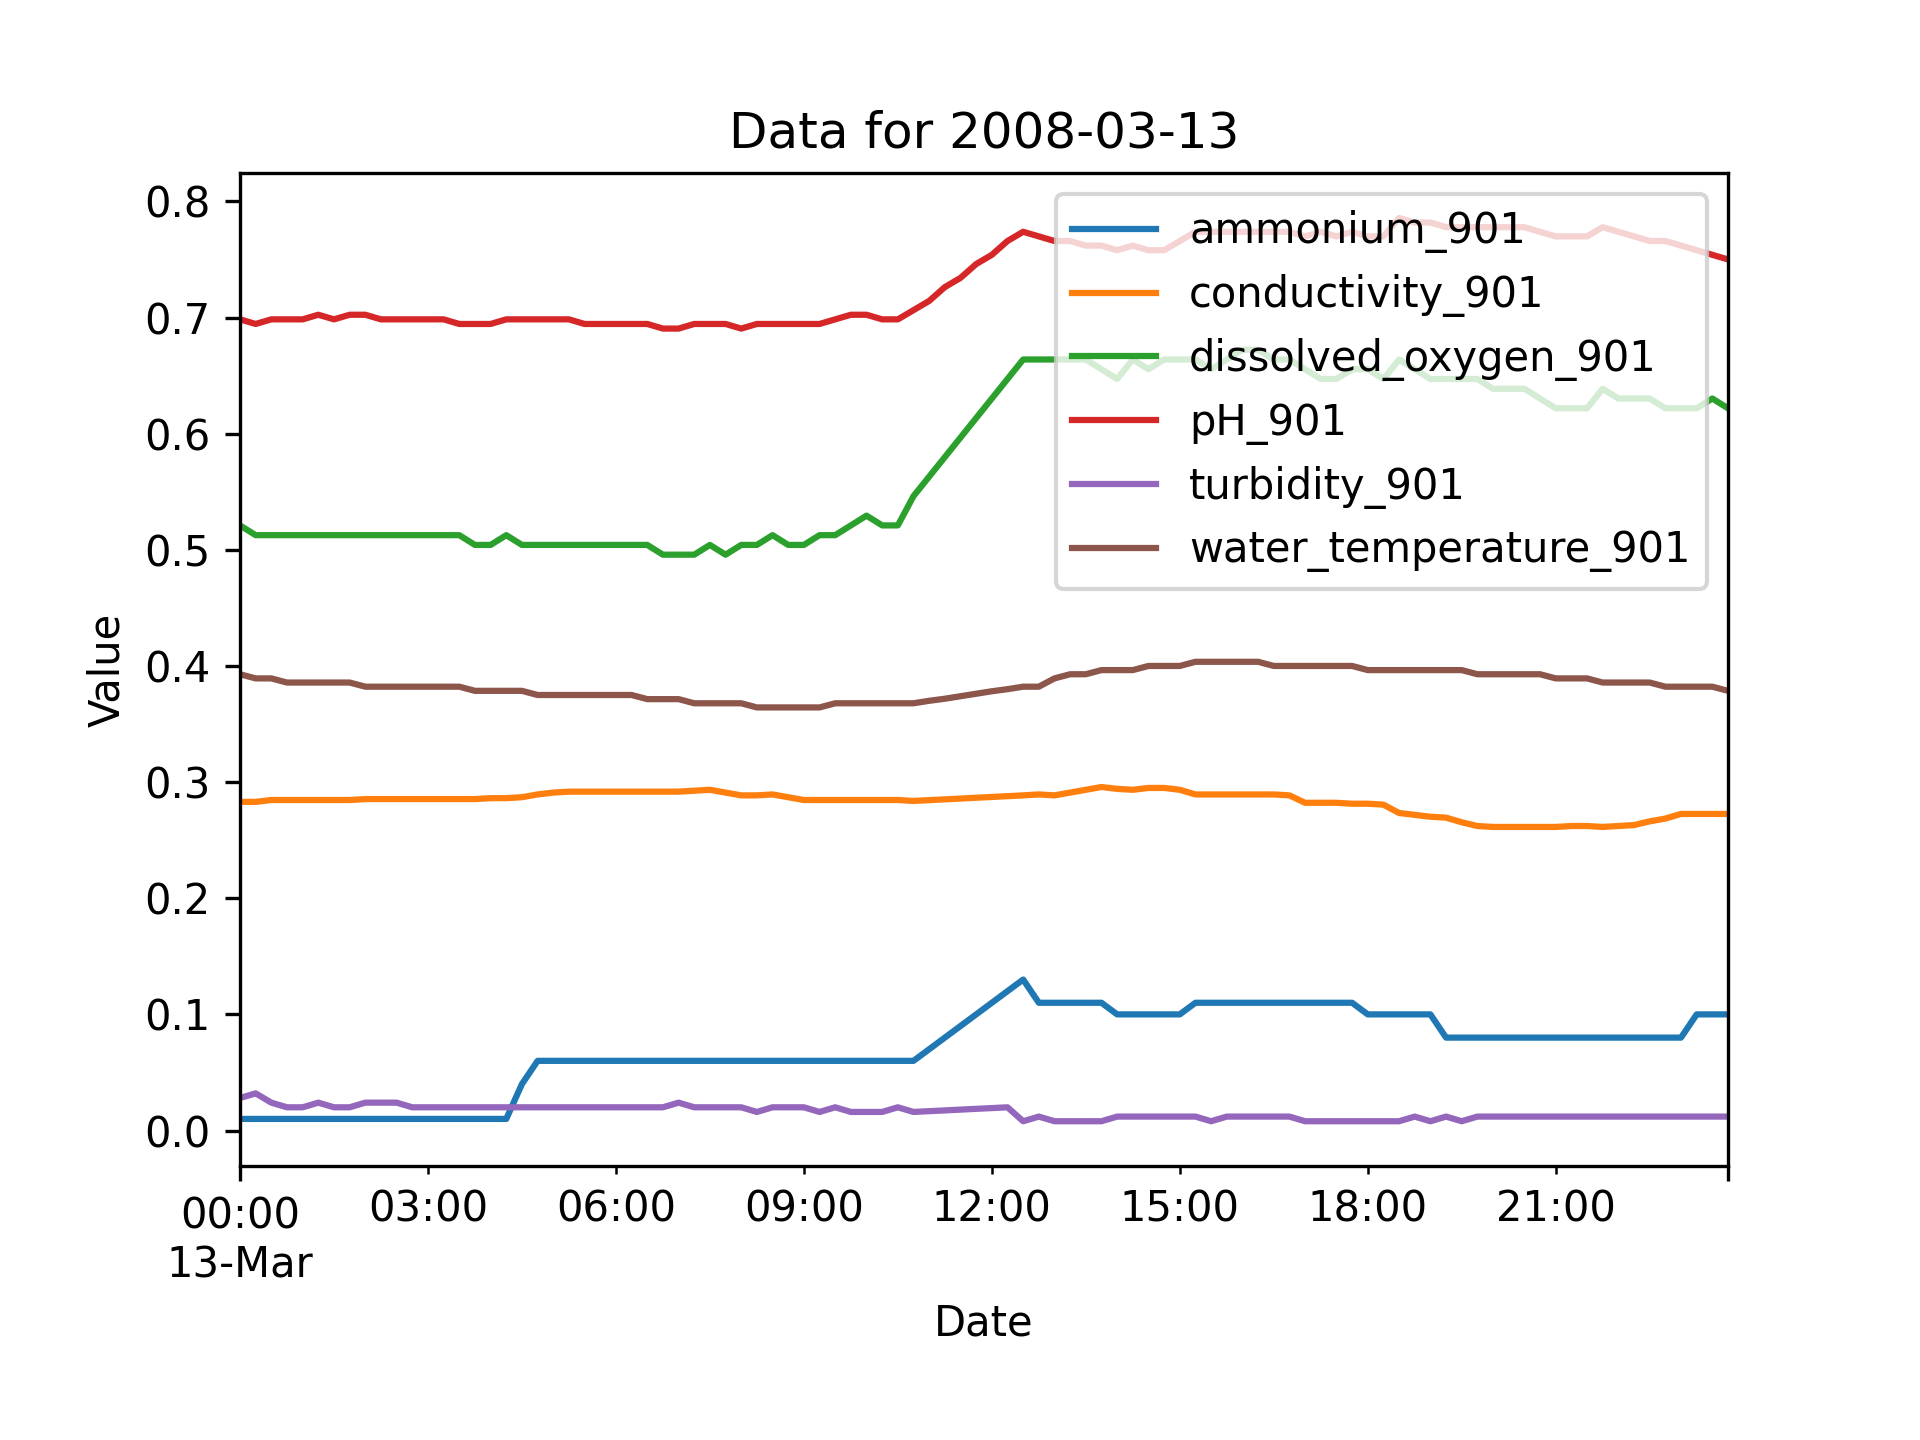 Data for 2008-03-13
0.8
0.7
0.6
0.5
0.4
0.3
0.2
0.1
0.0
Value
ammonium_901
conductivity_901
dissolved_oxygen_901
pH_901
turbidity_901
water_temperature_901
00:00 03:00 06:00 09:00 12:00 15:00 18:00 21:00
13-Mar
Date